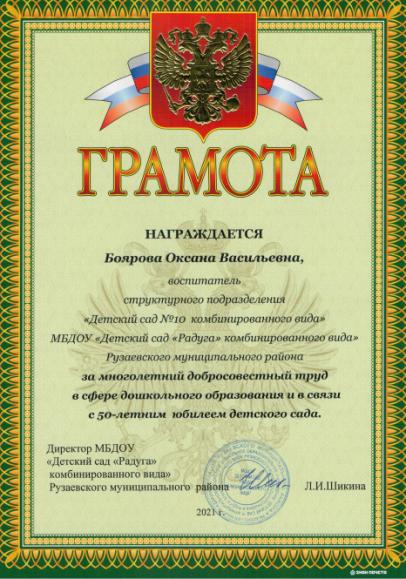 ГРАМОТА
НАГРАЖДАЕТСЯ
Боярова Оксана Васильевна,
воспитатель
структурного подразделения
«Детский сад №10 комбинированного вида»
МБДОУ «Детский сад «Радуга» комбинированного вида»
Рузаевского муниципального района
за многолетний добросовестный труд
в сфере дошкольного образования и в связи
с 50-летним юбилеем детского сада.
Директор МБДОУ
«Детский сад «Радуга»
комбинированного вида»
Рузаевского муниципального района Л.И.Шикина
2021 г.